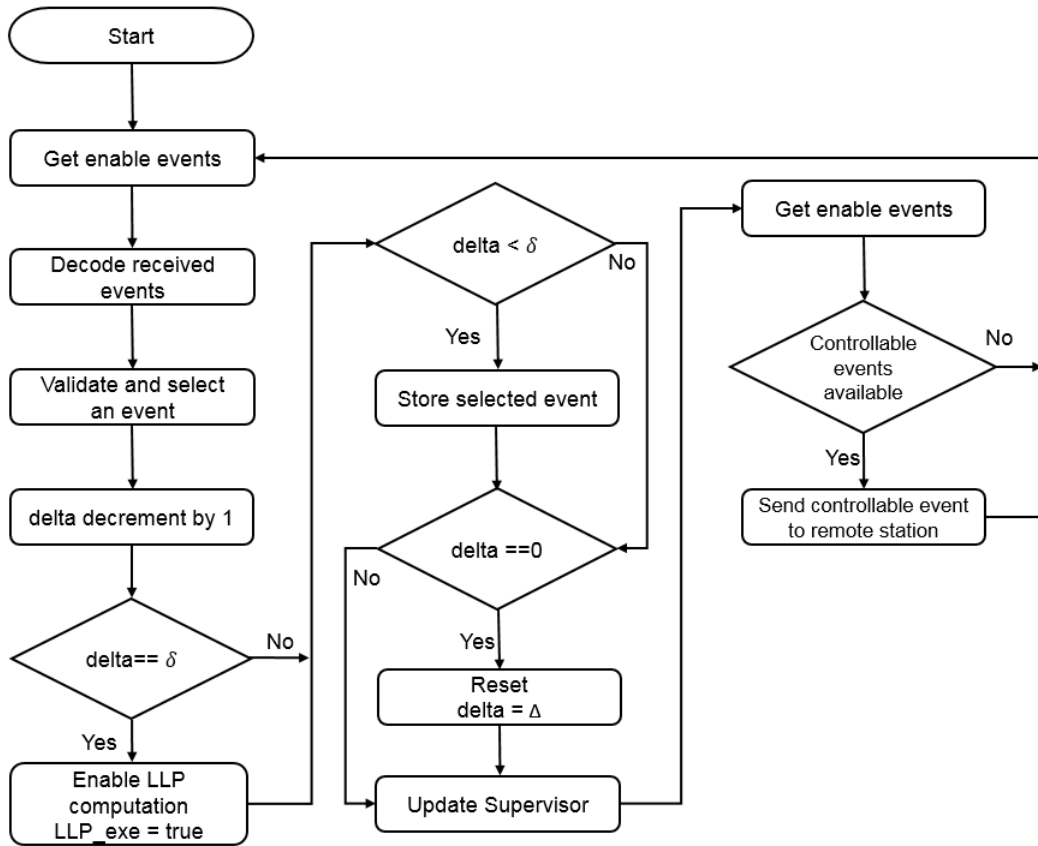 Start
Get enable events
Decode received
events
Validate and select
an event
delta decrement by 1
delta== δ
No
Yes
Enable LLP
computation
LLP_exe = true
delta < δ
No
Yes
Store selected event
delta ==0
No
Yes
Reset
delta = Δ
Update Supervisor
Get enable events
Controllable
events
available
No
Yes
Send controllable event
to remote station